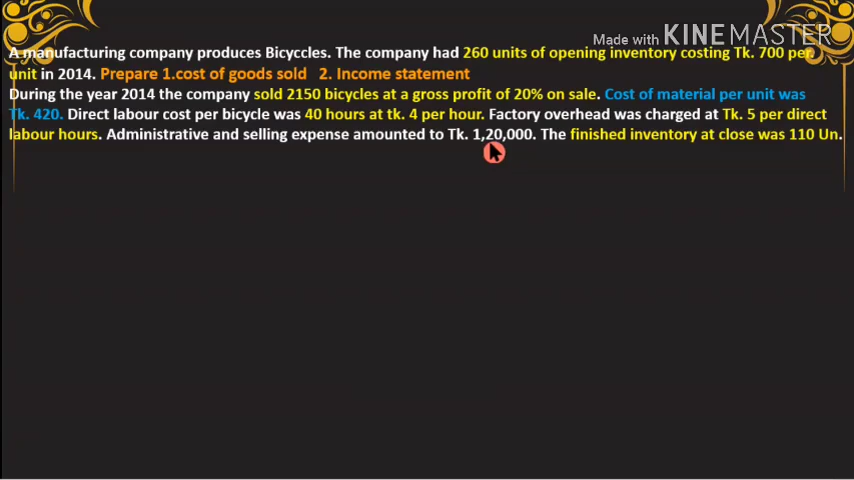 Made with KINEMASTER
A manufacturing company produces Bicyccles. The company had 260 units of opening inventory costing Tk. 700 per
unit in 2014. Prepare 1.cost of goods sold 2. Income statement
During the year 2014 the company sold 2150 bicycles at a gross profit of 20% on sale. Cost of material per unit was
Tk. 420. Direct labour cost per bicycle was 40 hours at tk. 4 per hour. Factory overhead was charged at Tk. 5 per direct
labour hours. Administrative and selling expense amounted to Tk. 1,20,000. The finished inventory at close was 110 Un.